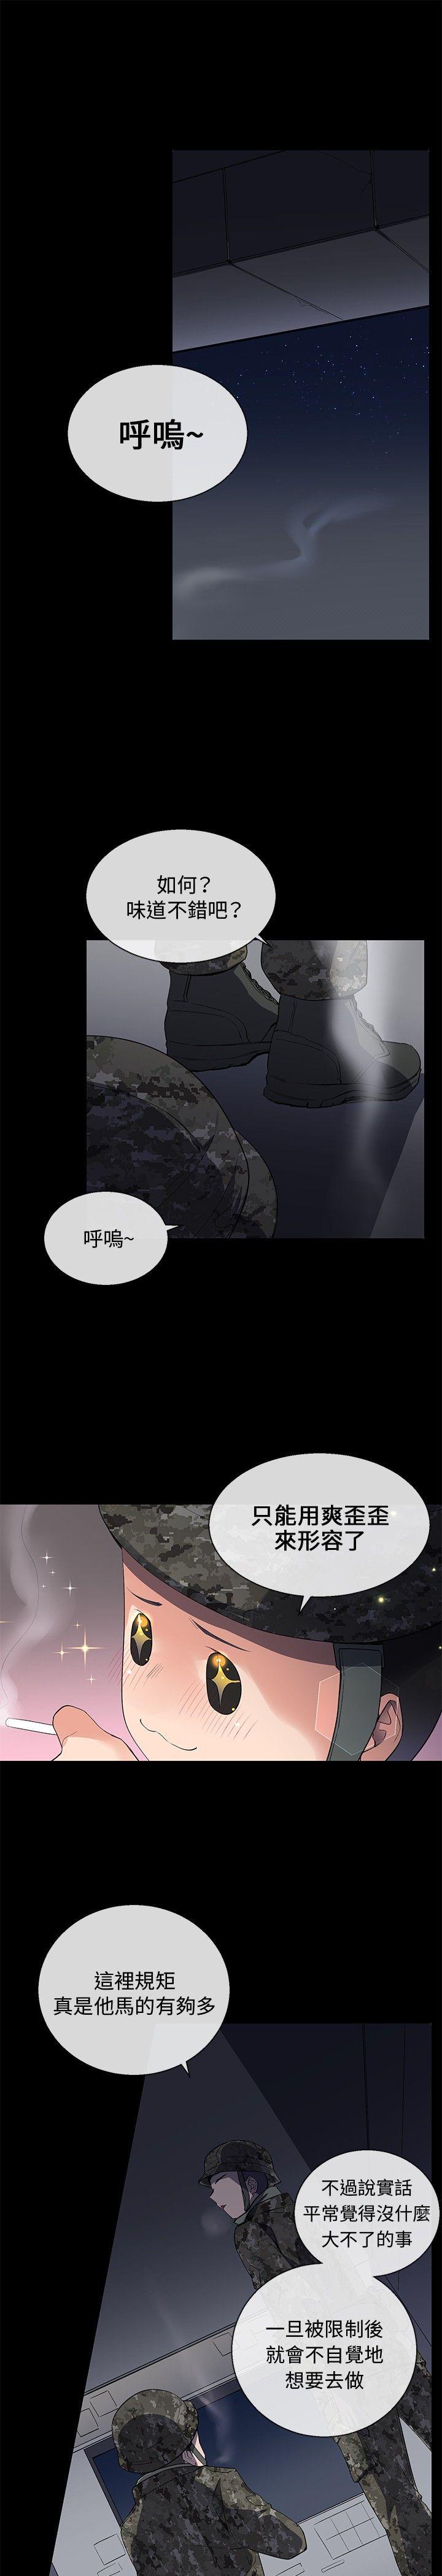 呼嗚~
如何？
味道不錯吧？
呼嗚~
只能用爽歪歪
來形容了
這裡規矩
真是他馬的有夠多
不過說實話
平常覺得沒什麼
大不了的事
一旦被限制後
就會不自覺地
想要去做